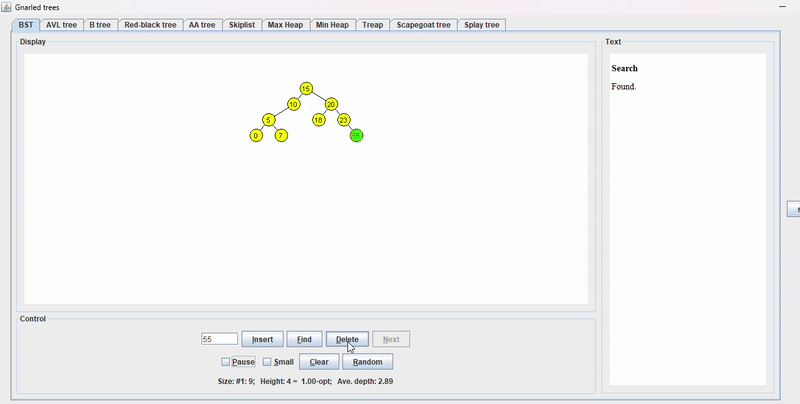 Gnarled trees
BST AVL tree B tree Red-black tree AA tree Skiplist Max Heap Min Heap Treap Scapegoat tree Splay tree
Display
Text
15
10 20
5 18 23
0 7 55
Search
Found.
Control
55 Insert Find Delete Next
Pause Small Clear Random
Size: #1: 9; Height: 4 = 1.00-opt; Ave. depth: 2.89